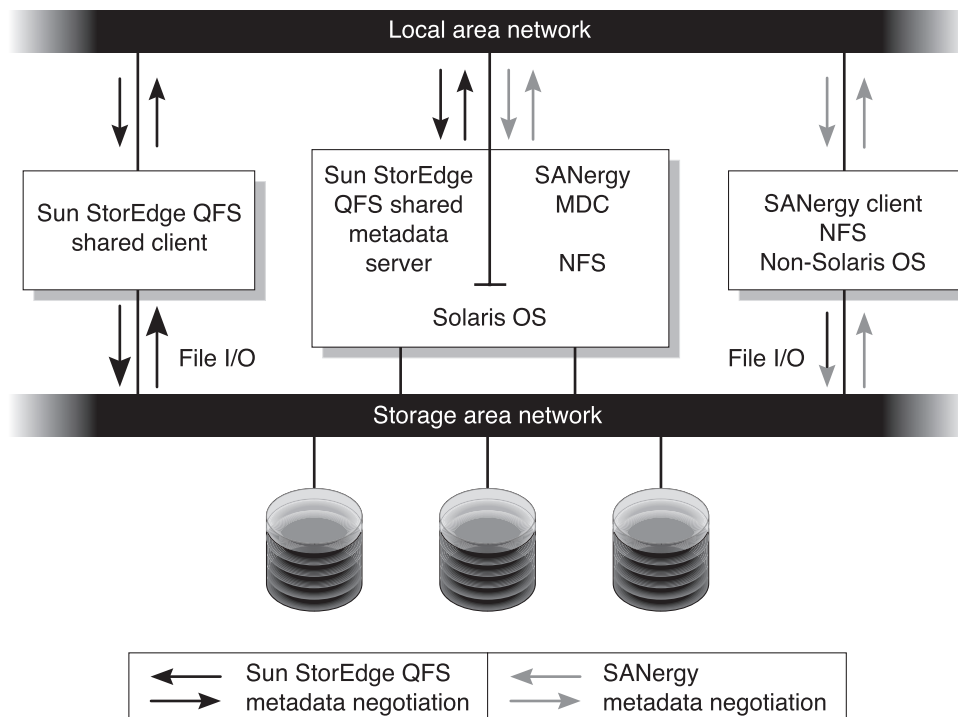 Local area network
Sun StorEdge QFS
shared client
Sun StorEdge
QFS shared
metadata
server
SANergy
MDC
NFS
Solaris OS
SANergy client
NFS
Non-Solaris OS
File I/O
File I/O
Storage area network
Sun StorEdge QFS
metadata negotiation
SANergy
metadata negotiation